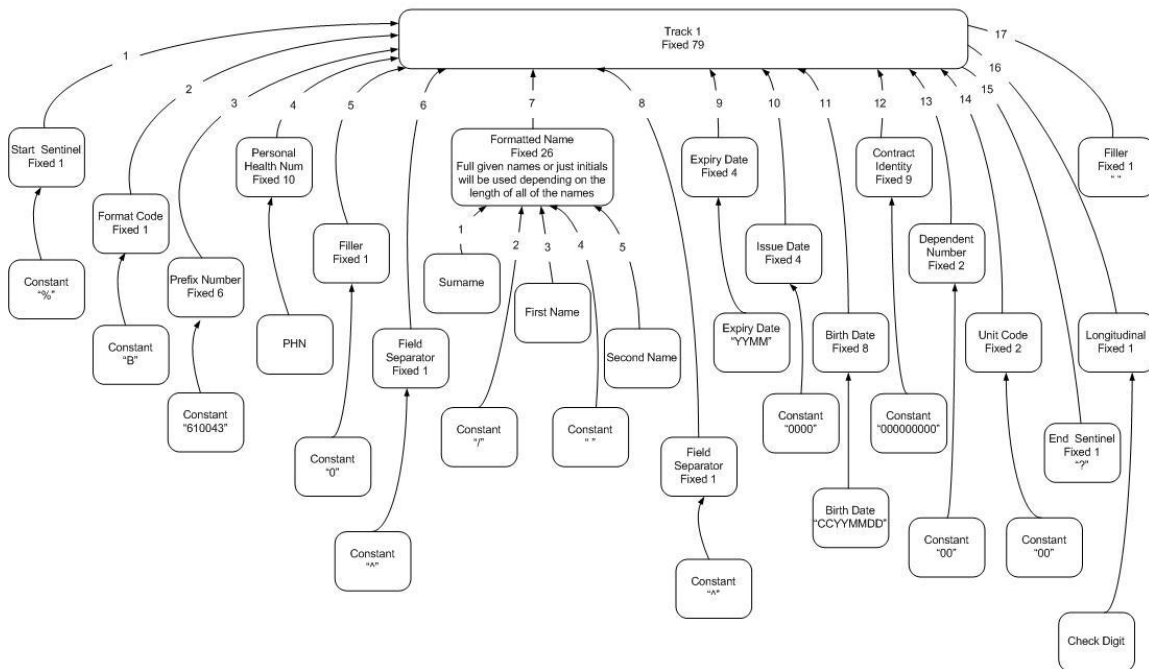 Track 1
Fixed 79
1
2
3
4
5
6
7
8
9
10
11
12
13
14
15
16
17
Start Sentinel
Fixed 1
Constant
“%”
Format Code
Fixed 1
Constant
“B”
Prefix Number
Fixed 6
Constant
“610043”
Personal
Health Num
Fixed 10
PHN
Filler
Fixed 1
Constant
“0”
Field
Separator
Fixed 1
Constant
“^”
Formatted Name
Fixed 26
Full given names or just initials
will be used depending on the
length of all of the names
1
2
3
4
5
Surname
Constant
“/”
First Name
Constant
“ ”
Second Name
Field
Separator
Fixed 1
Constant
“^”
Expiry Date
Fixed 4
Expiry Date
“YYMM”
Issue Date
Fixed 4
Constant
“0000”
Birth Date
Fixed 8
Birth Date
“CCYYMMDD”
Contract
Identity
Fixed 9
Constant
“000000000”
Dependent
Number
Fixed 2
Constant
“00”
Unit Code
Fixed 2
Constant
“00”
End Sentinel
Fixed 1
“?”
Longitudinal
Fixed 1
Check Digit
Filler
Fixed 1
“ ”